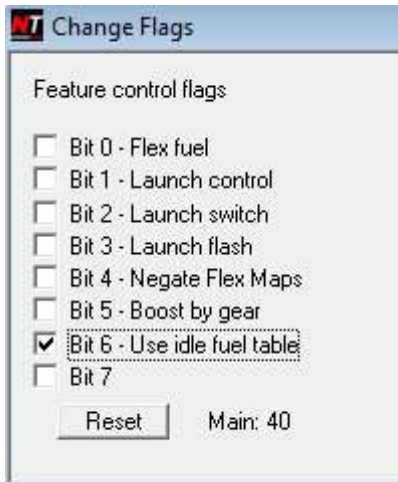 NT Change Flags
Feature control flags
Bit 0 - Flex fuel
Bit 1 - Launch control
Bit 2 - Launch switch
Bit 3 - Launch flash
Bit 4 - Negate Flex Maps
Bit 5 - Boost by gear
Bit 6 - Use idle fuel table
Bit 7
Reset Main: 40